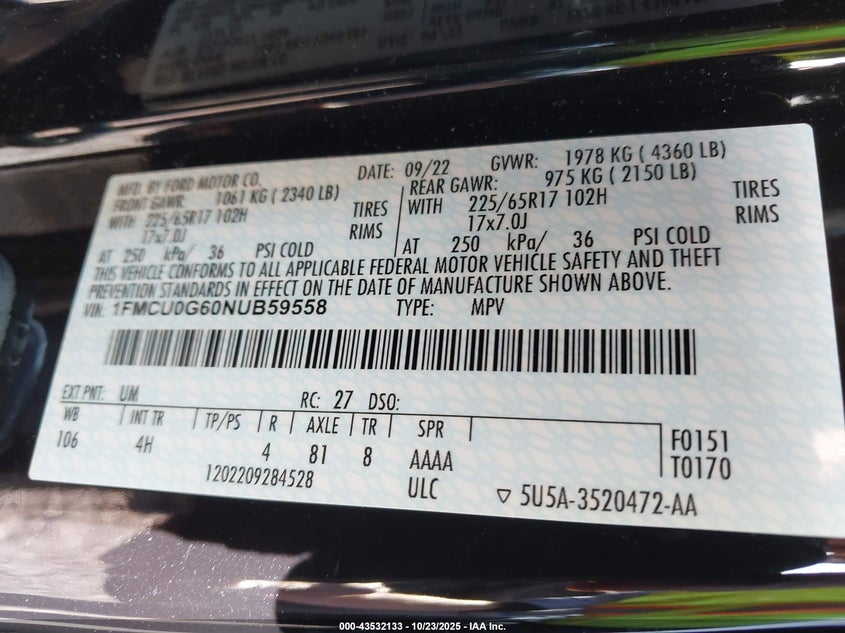 MFD. BY FORD MOTOR CO. DATE: 09/22 GVWR: 1978 KG ( 4360 LB)
FRONT GAWR: 1061 KG ( 2340 LB) REAR GAWR: 975 KG ( 2150 LB)
WITH 225/65R17 102H TIRES WITH 225/65R17 102H TIRES
17x7.0J RIMS 17x7.0J RIMS
AT 250 kPa/ 36 PSI COLD AT 250 kPa/ 36 PSI COLD
THIS VEHICLE CONFORMS TO ALL APPLICABLE FEDERAL MOTOR VEHICLE SAFETY AND THEFT
PREVENTION STANDARDS IN EFFECT ON THE DATE OF MANUFACTURE SHOWN ABOVE.
VIN: 1FMCU0G60NUB59558 TYPE: MPV
EXT PNT: UM RC: 27 DSO:
WB INT TR TP/PS R AXLE TR SPR
106 4H 4 81 8 AAAA
F0151
T0170
1202209284528 ULC ▽ 5U5A-3520472-AA
000-43532133 - 10/23/2025 - IAA Inc.